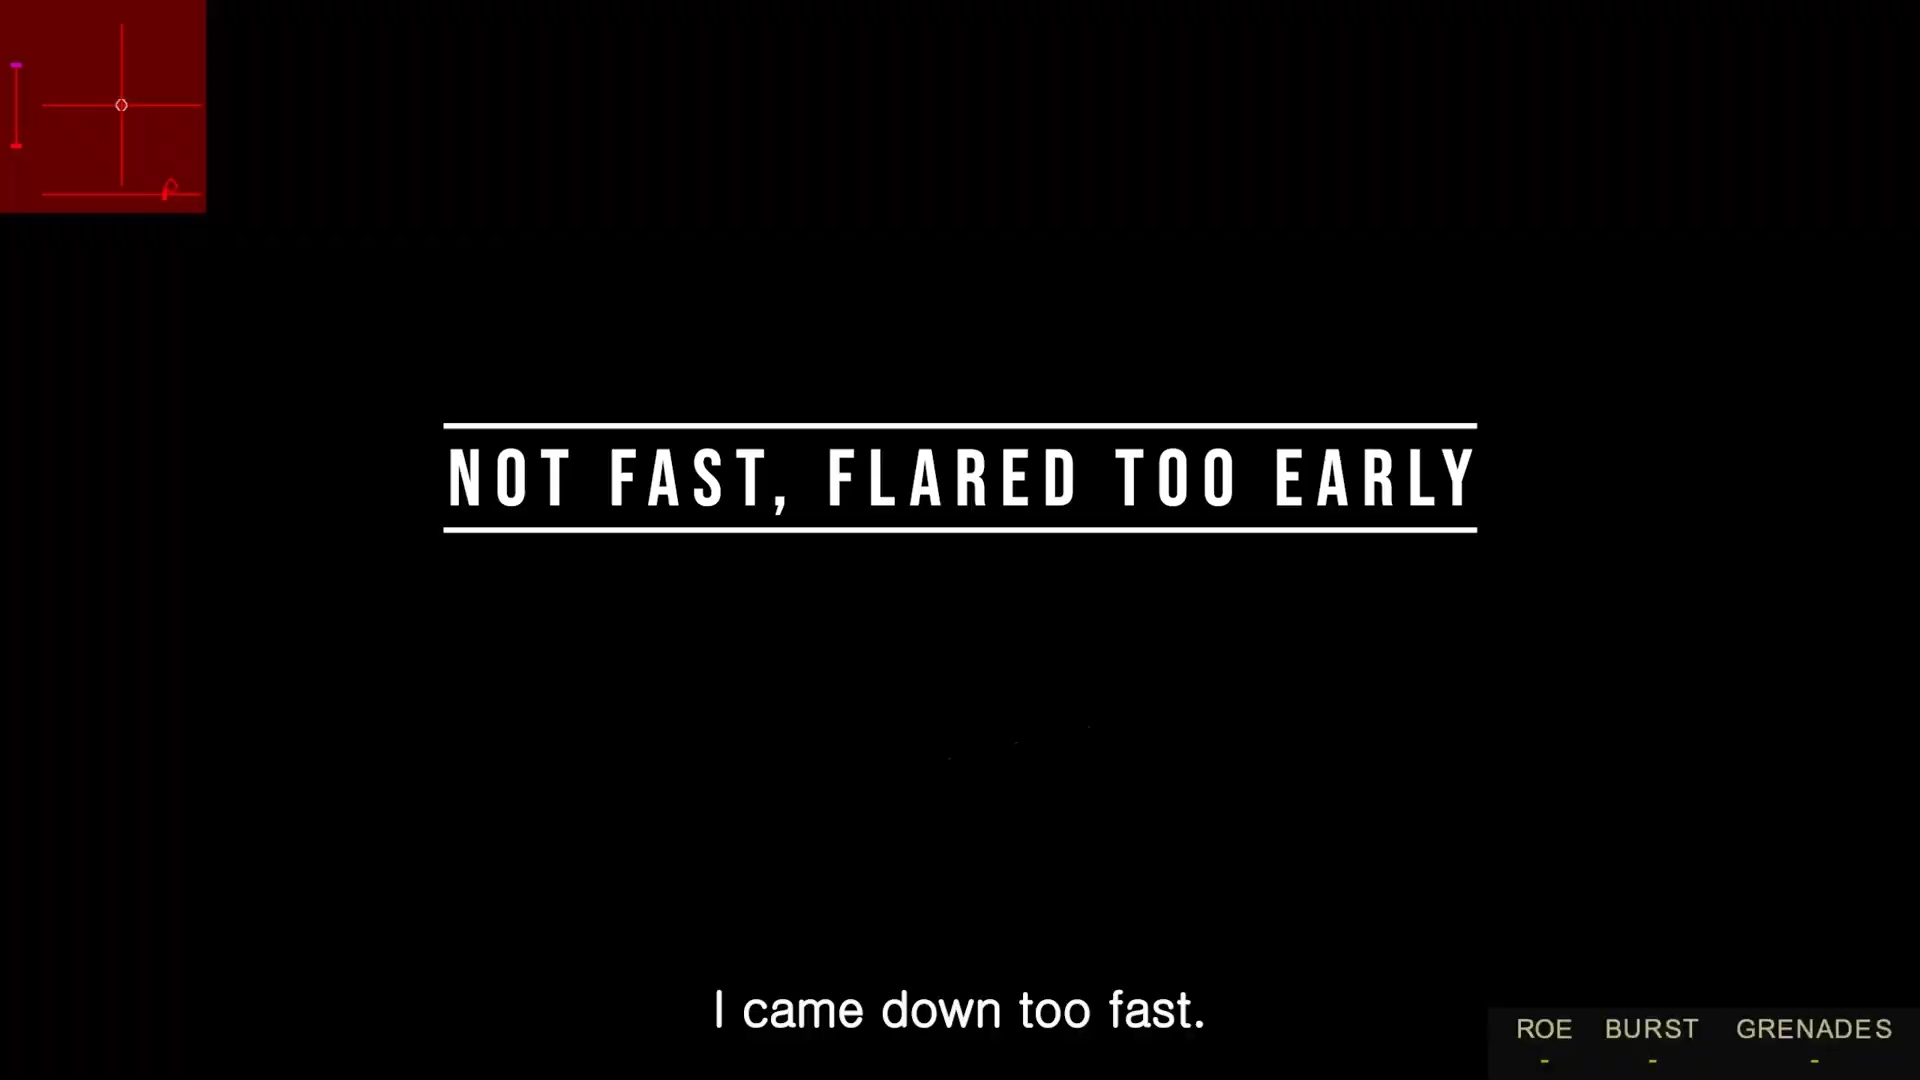 NOT FAST, FLARED TOO EARLY
I came down too fast.
ROE BURST GRENADES
- - -